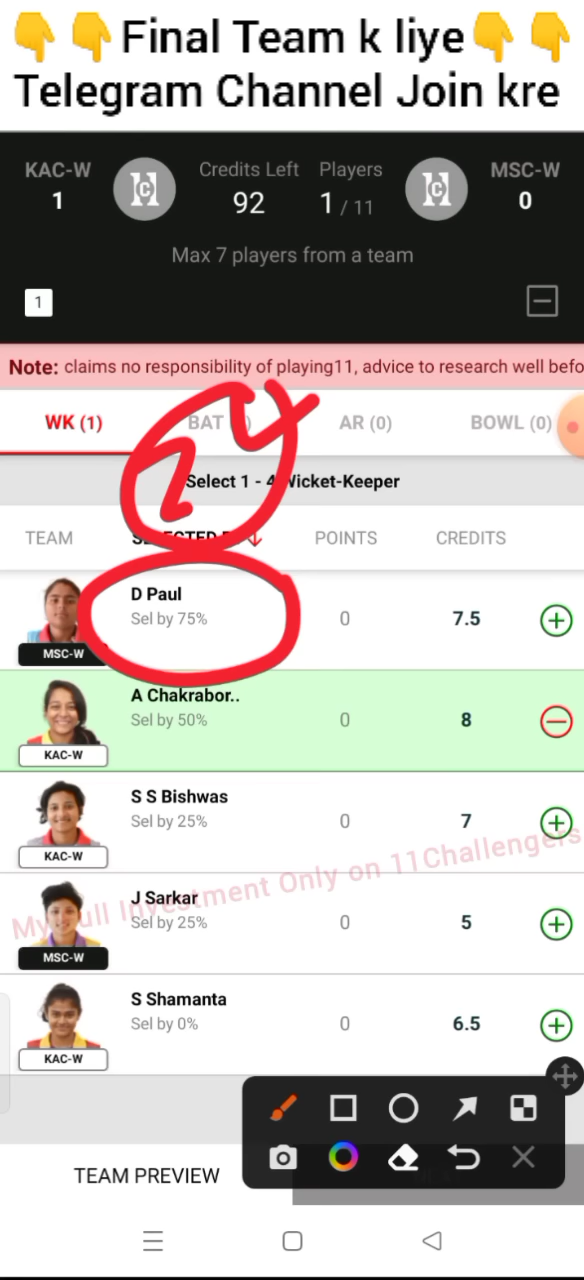 Final Team k liye
Telegram Channel Join kre
KAC-W
1
Credits Left
92
Players
1 / 11
MSC-W
0
Max 7 players from a team
1
Note: claims no responsibility of playing11, advice to research well befo
WK (1)
BAT
AR (0)
BOWL (0)
24
Select 1 - 4 Wicket-Keeper
TEAM
SELECTED
POINTS
CREDITS
D Paul
Sel by 75%
0
7.5
MSC-W
A Chakrabor..
Sel by 50%
0
8
KAC-W
S S Bishwas
Sel by 25%
0
7
KAC-W
My Full Investment Only on 11Challengers
J Sarkar
Sel by 25%
0
5
MSC-W
S Shamanta
Sel by 0%
0
6.5
KAC-W
TEAM PREVIEW